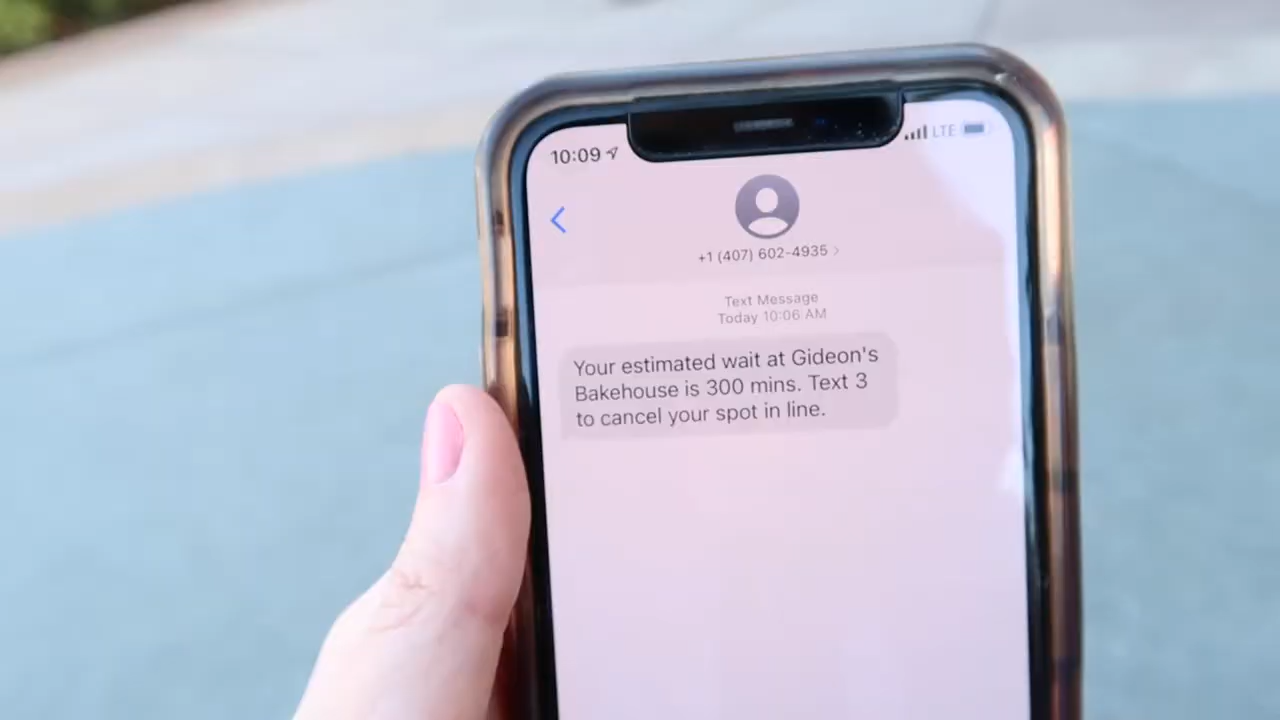 10:09
LTE
+1 (407) 602-4935
Text Message
Today 10:06 AM
Your estimated wait at Gideon's
Bakehouse is 300 mins. Text 3
to cancel your spot in line.